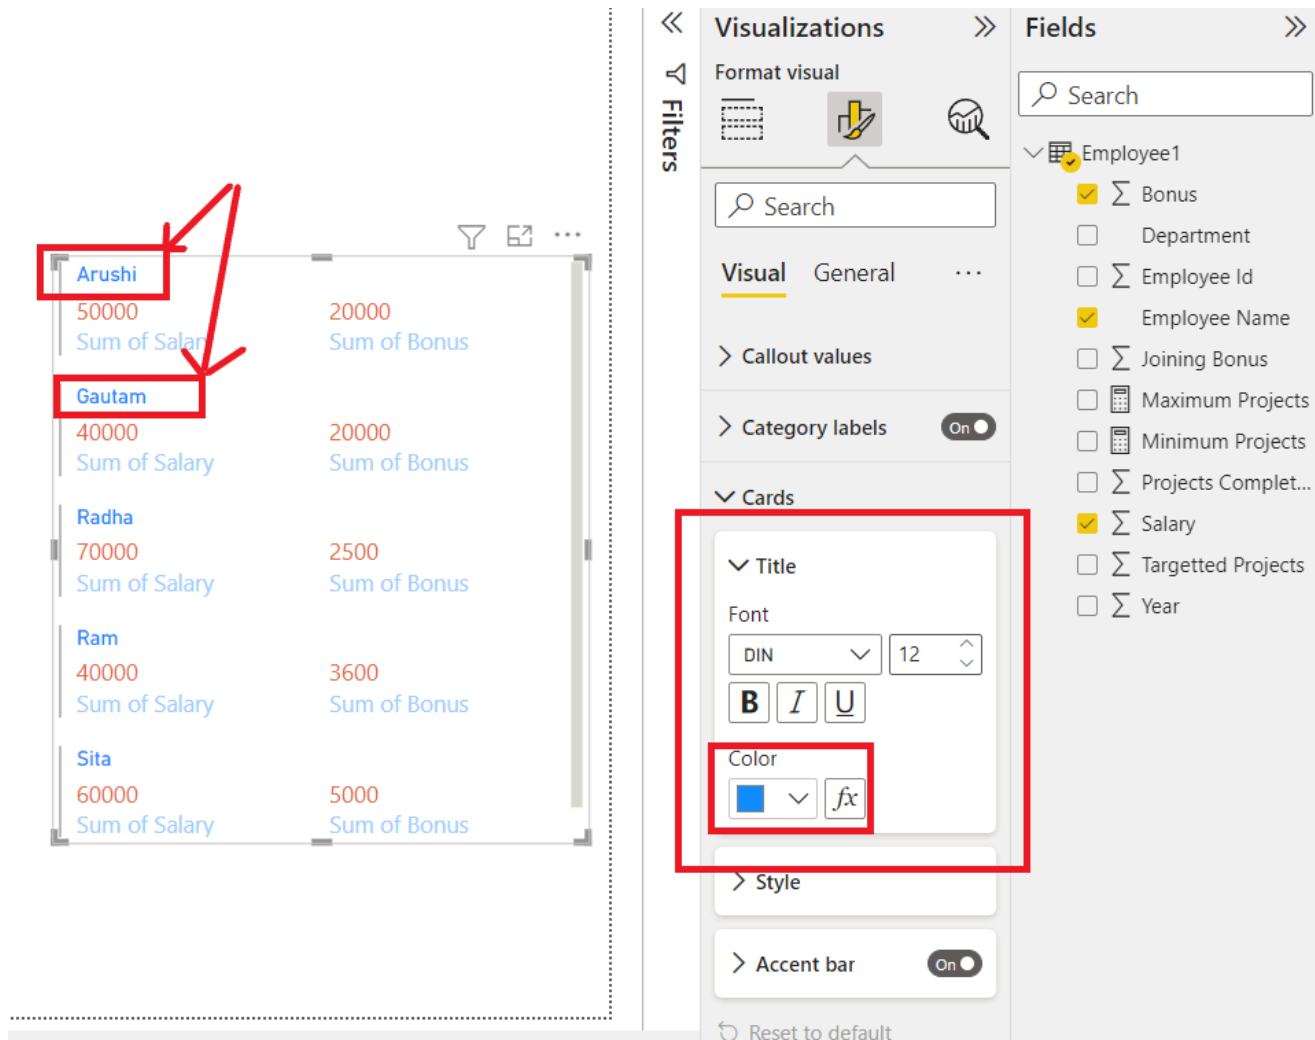 Arushi
50000 20000
Sum of Salary Sum of Bonus
Gautam
40000 20000
Sum of Salary Sum of Bonus
Radha
70000 2500
Sum of Salary Sum of Bonus
Ram
40000 3600
Sum of Salary Sum of Bonus
Sita
60000 5000
Sum of Salary Sum of Bonus
Filters
Visualizations
Format visual
Search
Visual General ...
Callout values
Category labels On
Cards
Title
Font
DIN 12
B I U
Color
fx
Style
Accent bar On
Reset to default
Fields
Search
Employee1
Σ Bonus
Department
Σ Employee Id
Employee Name
Σ Joining Bonus
Maximum Projects
Minimum Projects
Σ Projects Complet...
Σ Salary
Σ Targetted Projects
Σ Year